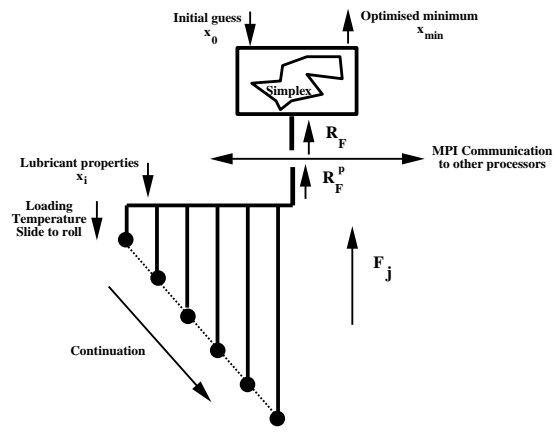 Initial guess
x0
Optimised minimum
xmin
Simplex
RF
MPI Communication
to other processors
RFp
Lubricant properties
xi
Loading
Temperature
Slide to roll
Fj
Continuation